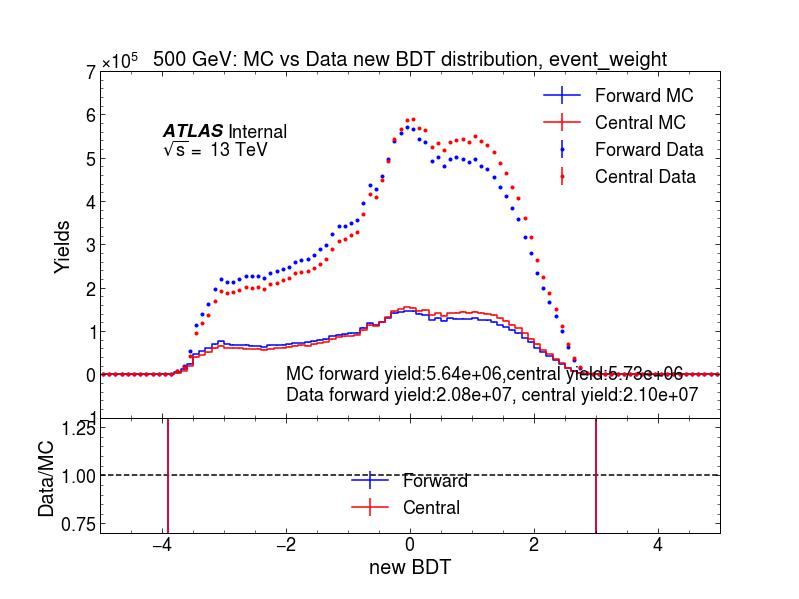 ×10⁵ 500 GeV: MC vs Data new BDT distribution, event_weight
7
6
5
4
3
2
1
0
−1
Yields
ATLAS Internal
√s = 13 TeV
Forward MC
Central MC
Forward Data
Central Data
MC forward yield:5.64e+06,central yield:5.73e+06
Data forward yield:2.08e+07, central yield:2.10e+07
1.25
1.00
0.75
Data/MC
Forward
Central
−4 −2 0 2 4
new BDT